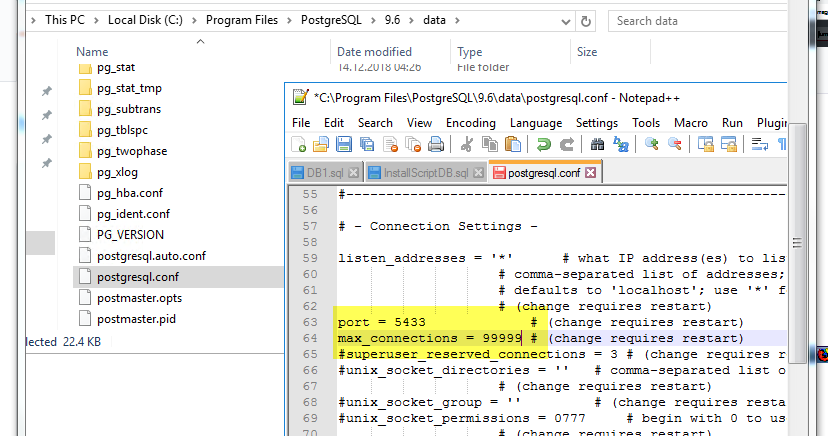 This PC > Local Disk (C:) > Program Files > PostgreSQL > 9.6 > data
Search data
Name Date modified Type Size
pg_stat 14.12.2018 04:26 File folder
pg_stat_tmp
pg_subtrans
pg_tblspc
pg_twophase
pg_xlog
pg_hba.conf
pg_ident.conf
PG_VERSION
postgresql.auto.conf
postgresql.conf
postmaster.opts
postmaster.pid
lected 22.4 KB
*C:\Program Files\PostgreSQL\9.6\data\postgresql.conf - Notepad++
File Edit Search View Encoding Language Settings Tools Macro Run Plugin
DB1.sql InstallScriptDB.sql postgresql.conf
55 #------------------------------------------------------
56
57 # - Connection Settings -
58
59 listen_addresses = '*' # what IP address(es) to lis
60 # comma-separated list of addresses;
61 # defaults to 'localhost'; use '*' f
62 # (change requires restart)
63 port = 5433 # (change requires restart)
64 max_connections = 99999 # (change requires restart)
65 #superuser_reserved_connections = 3 # (change requires r
66 #unix_socket_directories = '' # comma-separated list o
67 # (change requires restart)
68 #unix_socket_group = '' # (change requires resta
69 #unix_socket_permissions = 0777 # begin with 0 to us
70 # (change requires restart)